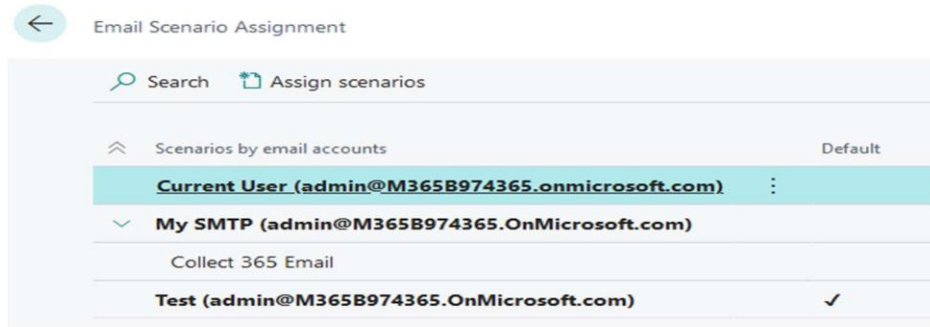 Email Scenario Assignment
Search Assign scenarios
Scenarios by email accounts Default
Current User (admin@M365B974365.onmicrosoft.com)
My SMTP (admin@M365B974365.OnMicrosoft.com)
Collect 365 Email
Test (admin@M365B974365.OnMicrosoft.com)